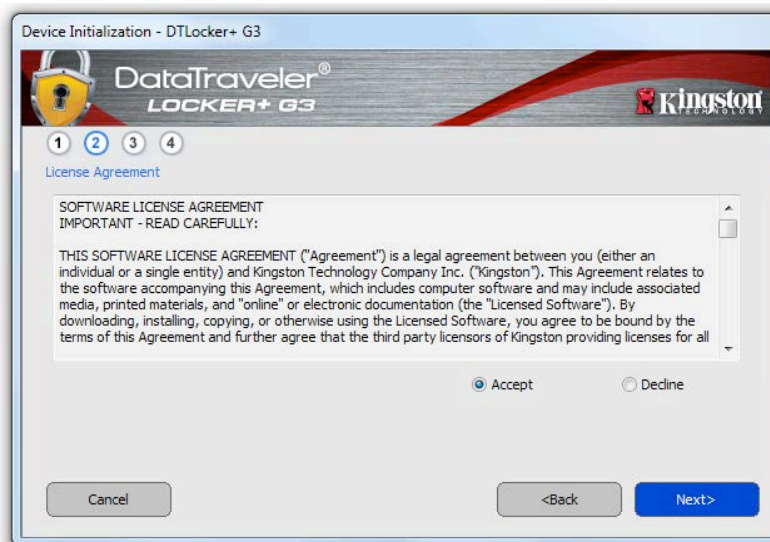 Device Initialization - DTLocker+ G3
DataTraveler®
LOCKER+ G3
Kingston
TECHNOLOGY
1 2 3 4
License Agreement
SOFTWARE LICENSE AGREEMENT
IMPORTANT - READ CAREFULLY:
THIS SOFTWARE LICENSE AGREEMENT ("Agreement") is a legal agreement between you (either an
individual or a single entity) and Kingston Technology Company Inc. ("Kingston"). This Agreement relates to
the software accompanying this Agreement, which includes computer software and may include associated
media, printed materials, and "online" or electronic documentation (the "Licensed Software"). By
downloading, installing, copying, or otherwise using the Licensed Software, you agree to be bound by the
terms of this Agreement and further agree that the third party licensors of Kingston providing licenses for all
Accept Decline
Cancel <Back Next>